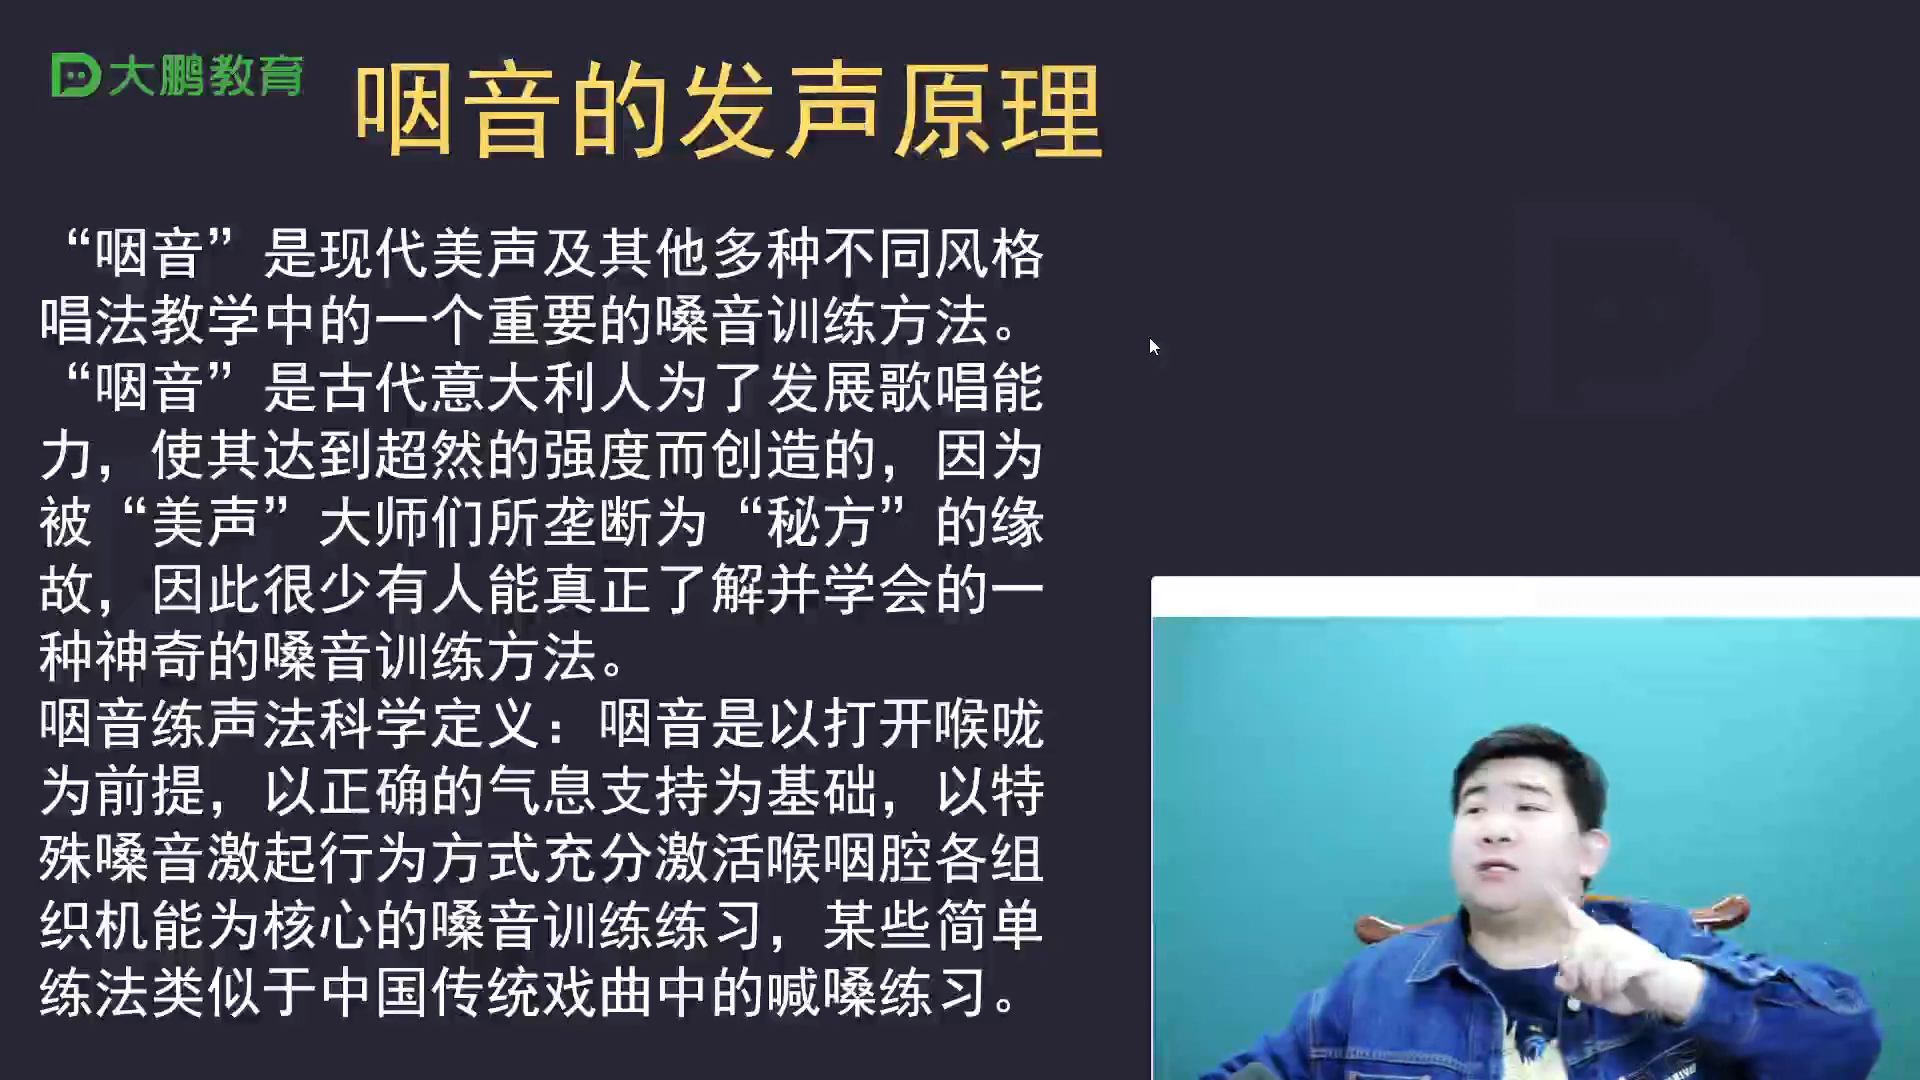 大鹏教育
咽音的发声原理
“咽音”是现代美声及其他多种不同风格
唱法教学中的一个重要的嗓音训练方法。
“咽音”是古代意大利人为了发展歌唱能
力，使其达到超然的强度而创造的，因为
被“美声”大师们所垄断为“秘方”的缘
故，因此很少有人能真正了解并学会的一
种神奇的嗓音训练方法。
咽音练声法科学定义：咽音是以打开喉咙
为前提，以正确的气息支持为基础，以特
殊嗓音激起行为方式充分激活喉咽腔各组
织机能为核心的嗓音训练练习，某些简单
练法类似于中国传统戏曲中的喊嗓练习。